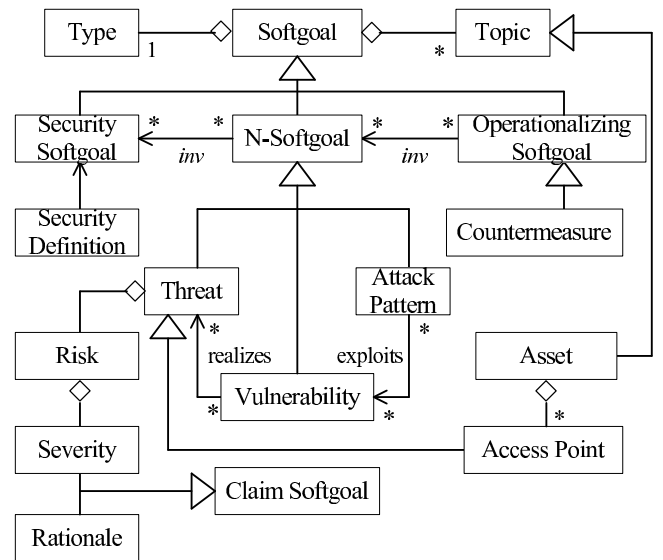 Type
Softgoal
Topic
1
*
Security
Softgoal
*
*
inv
N-Softgoal
*
*
inv
Operationalizing
Softgoal
Security
Definition
Countermeasure
Threat
Attack
Pattern
*
*
Risk
realizes
exploits
Asset
Vulnerability
*
*
*
Severity
Access Point
Claim Softgoal
Rationale